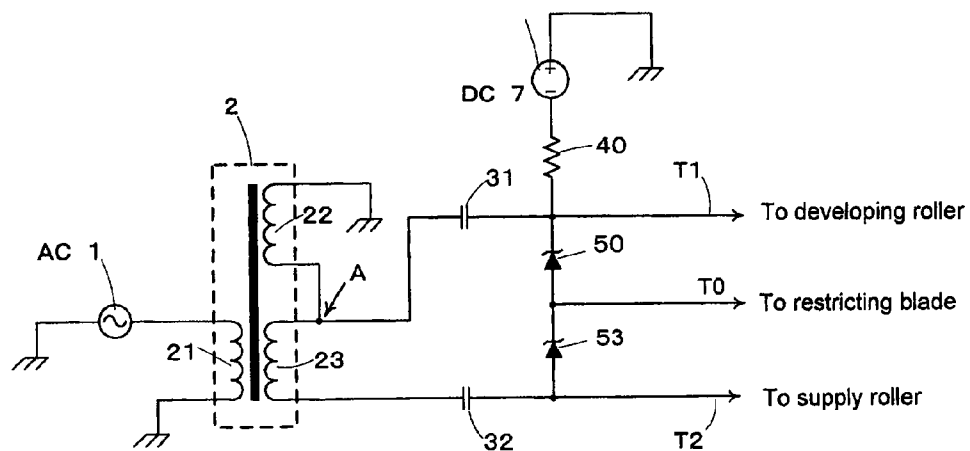 DC 7
+
−
2
40
31
T1
To developing roller
22
50
AC 1
A
T0
To restricting blade
21
23
53
To supply roller
32
T2